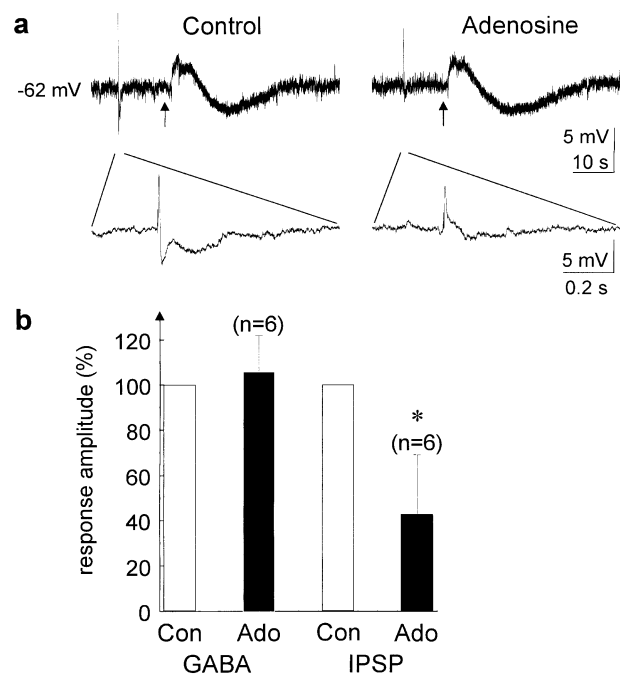 a
Control
Adenosine
-62 mV
5 mV
10 s
5 mV
0.2 s
b
response amplitude (%)
120
100
80
60
40
20
0
(n=6)
*
(n=6)
Con
Ado
Con
Ado
GABA
IPSP